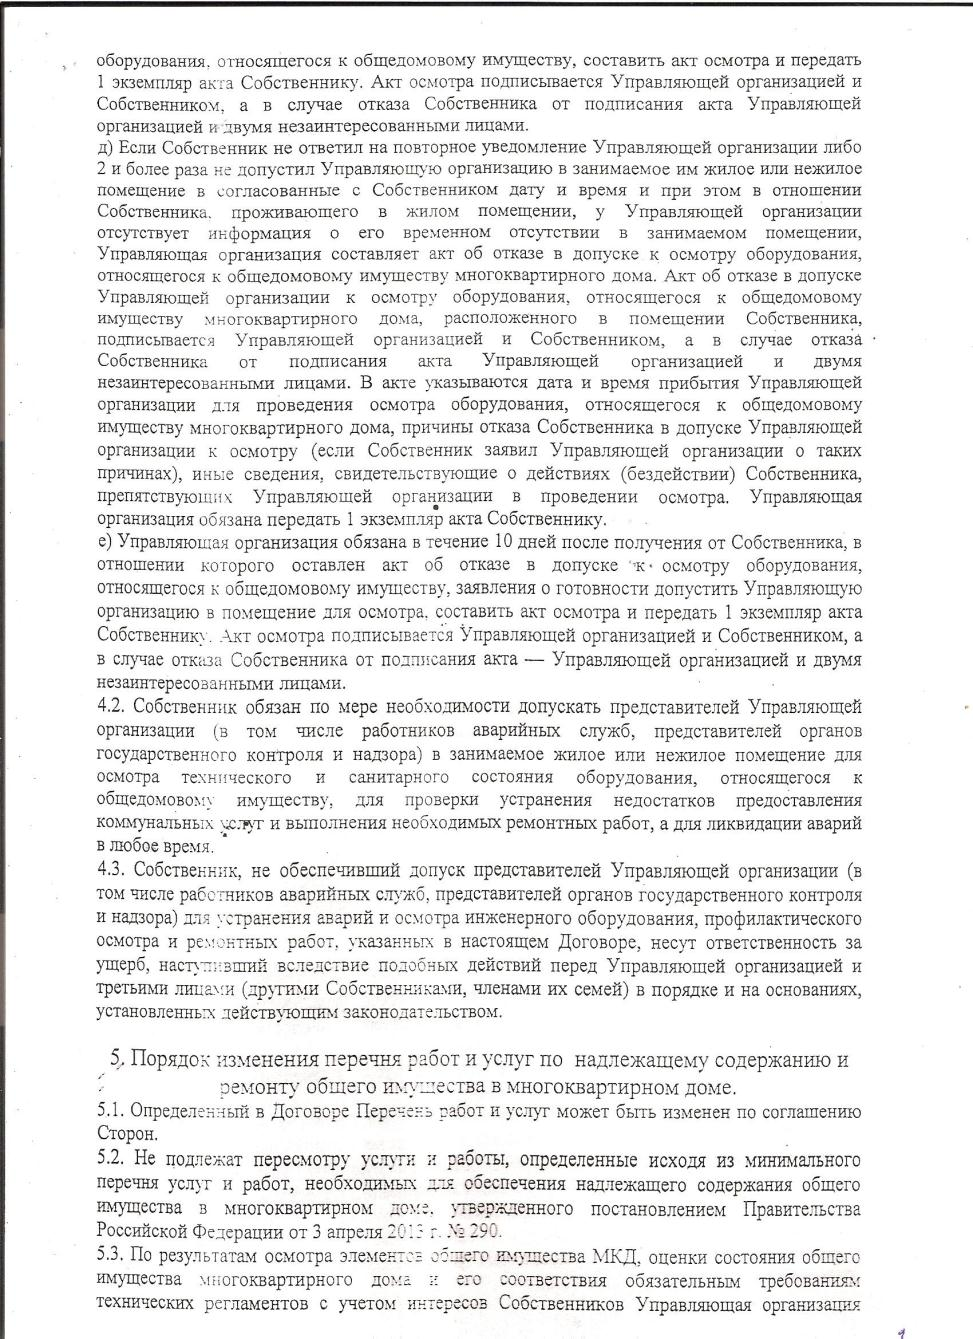 оборудования, относящегося к общедомовому имуществу, составить акт осмотра и передать
1 экземпляр акта Собственнику. Акт осмотра подписывается Управляющей организацией и
Собственником, а в случае отказа Собственника от подписания акта Управляющей
организацией и двумя незаинтересованными лицами.
д) Если Собственник не ответил на повторное уведомление Управляющей организации либо
2 и более раза не допустил Управляющую организацию в занимаемое им жилое или нежилое
помещение в согласованные с Собственником дату и время и при этом в отношении
Собственника, проживающего в жилом помещении, у Управляющей организации
отсутствует информация о его временном отсутствии в занимаемом помещении,
Управляющая организация составляет акт об отказе в допуске к осмотру оборудования,
относящегося к общедомовому имуществу многоквартирного дома. Акт об отказе в допуске
Управляющей организации к осмотру оборудования, относящегося к общедомовому
имуществу многоквартирного дома, расположенного в помещении Собственника,
подписывается Управляющей организацией и Собственником, а в случае отказа
Собственника от подписания акта Управляющей организацией и двумя
незаинтересованными лицами. В акте указываются дата и время прибытия Управляющей
организации для проведения осмотра оборудования, относящегося к общедомовому
имуществу многоквартирного дома, причины отказа Собственника в допуске Управляющей
организации к осмотру (если Собственник заявил Управляющей организации о таких
причинах), иные сведения, свидетельствующие о действиях (бездействии) Собственника,
препятствующих Управляющей организации в проведении осмотра. Управляющая
организация обязана передать 1 экземпляр акта Собственнику.
е) Управляющая организация обязана в течение 10 дней после получения от Собственника, в
отношении которого оставлен акт об отказе в допуске к осмотру оборудования,
относящегося к общедомовому имуществу, заявления о готовности допустить Управляющую
организацию в помещение для осмотра, составить акт осмотра и передать 1 экземпляр акта
Собственнику. Акт осмотра подписывается Управляющей организацией и Собственником, а
в случае отказа Собственника от подписания акта — Управляющей организацией и двумя
незаинтересованными лицами.
4.2. Собственник обязан по мере необходимости допускать представителей Управляющей
организации (в том числе работников аварийных служб, представителей органов
государственного контроля и надзора) в занимаемое жилое или нежилое помещение для
осмотра технического и санитарного состояния оборудования, относящегося к
общедомовому имуществу, для проверки устранения недостатков предоставления
коммунальных услуг и выполнения необходимых ремонтных работ, а для ликвидации аварий
в любое время.
4.3. Собственник, не обеспечивший допуск представителей Управляющей организации (в
том числе работников аварийных служб, представителей органов государственного контроля
и надзора) для устранения аварий и осмотра инженерного оборудования, профилактического
осмотра и ремонтных работ, указанных в настоящем Договоре, несут ответственность за
ущерб, наступивший вследствие подобных действий перед Управляющей организацией и
третьими лицами (другими Собственниками, членами их семей) в порядке и на основаниях,
установленных действующим законодательством.
5. Порядок изменения перечня работ и услуг по надлежащему содержанию и
ремонту общего имущества в многоквартирном доме.
5.1. Определенный в Договоре Перечень работ и услуг может быть изменен по соглашению
Сторон.
5.2. Не подлежат пересмотру услуги и работы, определенные исходя из минимального
перечня услуг и работ, необходимых для обеспечения надлежащего содержания общего
имущества в многоквартирном доме, утвержденного постановлением Правительства
Российской Федерации от 3 апреля 2013 г. № 290.
5.3. По результатам осмотра элементов общего имущества МКД, оценки состояния общего
имущества многоквартирного дома и его соответствия обязательным требованиям
технических регламентов с учетом интересов Собственников Управляющая организация